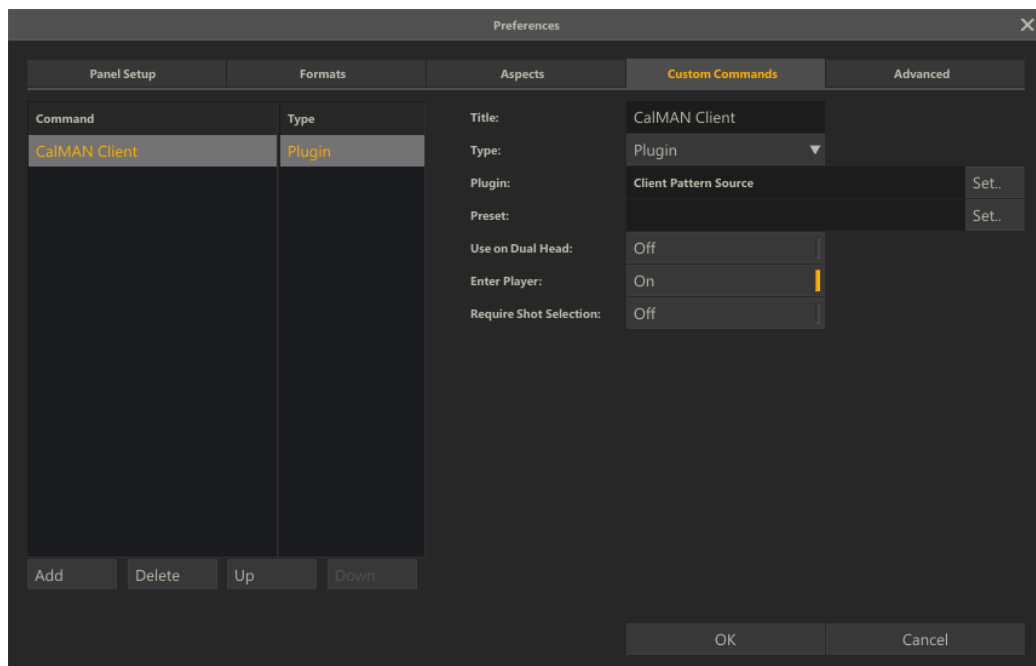 Preferences
Panel Setup Formats Aspects Custom Commands Advanced
Command Type
CalMAN Client Plugin
Title: CalMAN Client
Type: Plugin
Plugin: Client Pattern Source Set..
Preset: Set..
Use on Dual Head: Off
Enter Player: On
Require Shot Selection: Off
Add Delete Up Down
OK Cancel